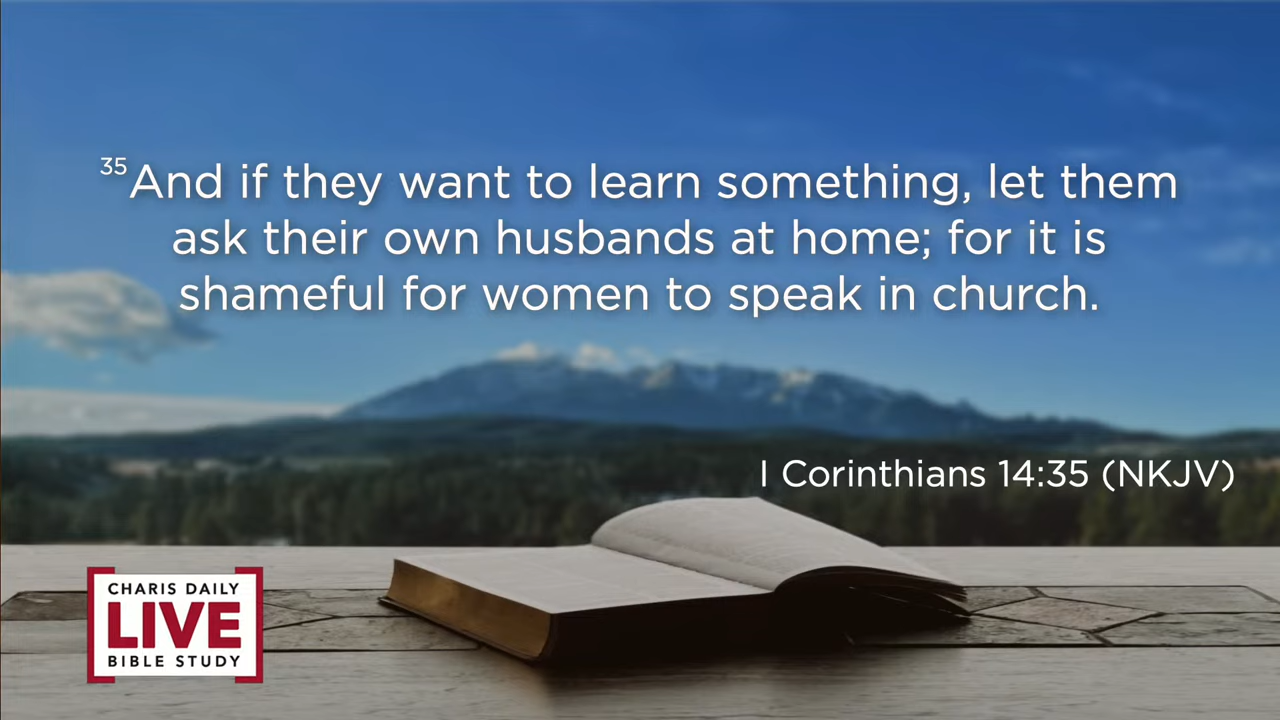 35And if they want to learn something, let them
ask their own husbands at home; for it is
shameful for women to speak in church.
I Corinthians 14:35 (NKJV)
CHARIS DAILY
LIVE
BIBLE STUDY